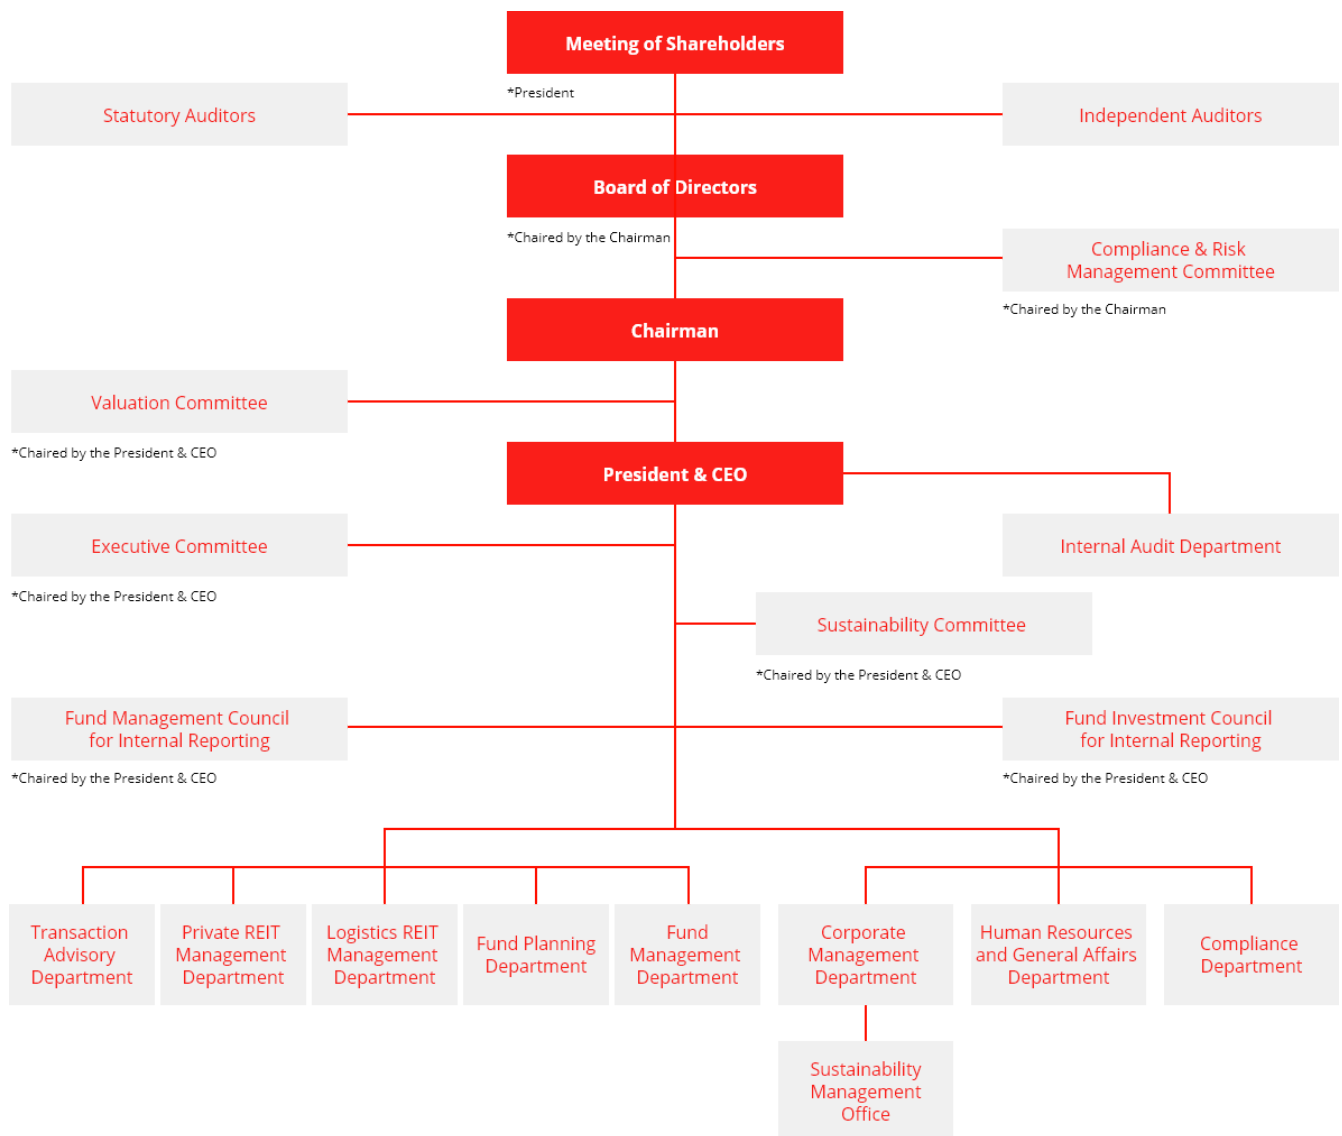 Meeting of Shareholders
*President
Statutory Auditors
Independent Auditors
Board of Directors
*Chaired by the Chairman
Compliance & Risk
Management Committee
*Chaired by the Chairman
Chairman
Valuation Committee
*Chaired by the President & CEO
President & CEO
Executive Committee
*Chaired by the President & CEO
Internal Audit Department
Sustainability Committee
*Chaired by the President & CEO
Fund Management Council
for Internal Reporting
*Chaired by the President & CEO
Fund Investment Council
for Internal Reporting
*Chaired by the President & CEO
Transaction
Advisory
Department
Private REIT
Management
Department
Logistics REIT
Management
Department
Fund Planning
Department
Fund
Management
Department
Corporate
Management
Department
Human Resources
and General Affairs
Department
Compliance
Department
Sustainability
Management
Office